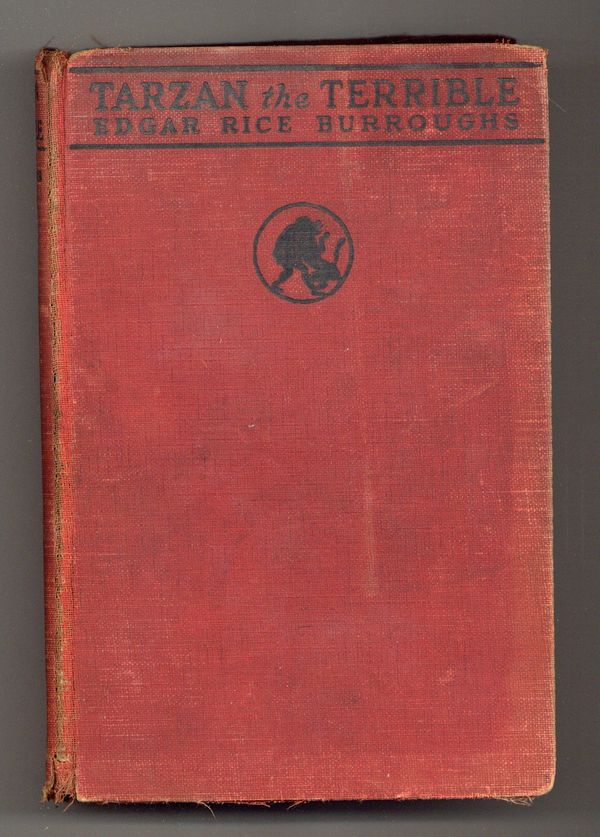 TARZAN the TERRIBLE
EDGAR RICE BURROUGHS